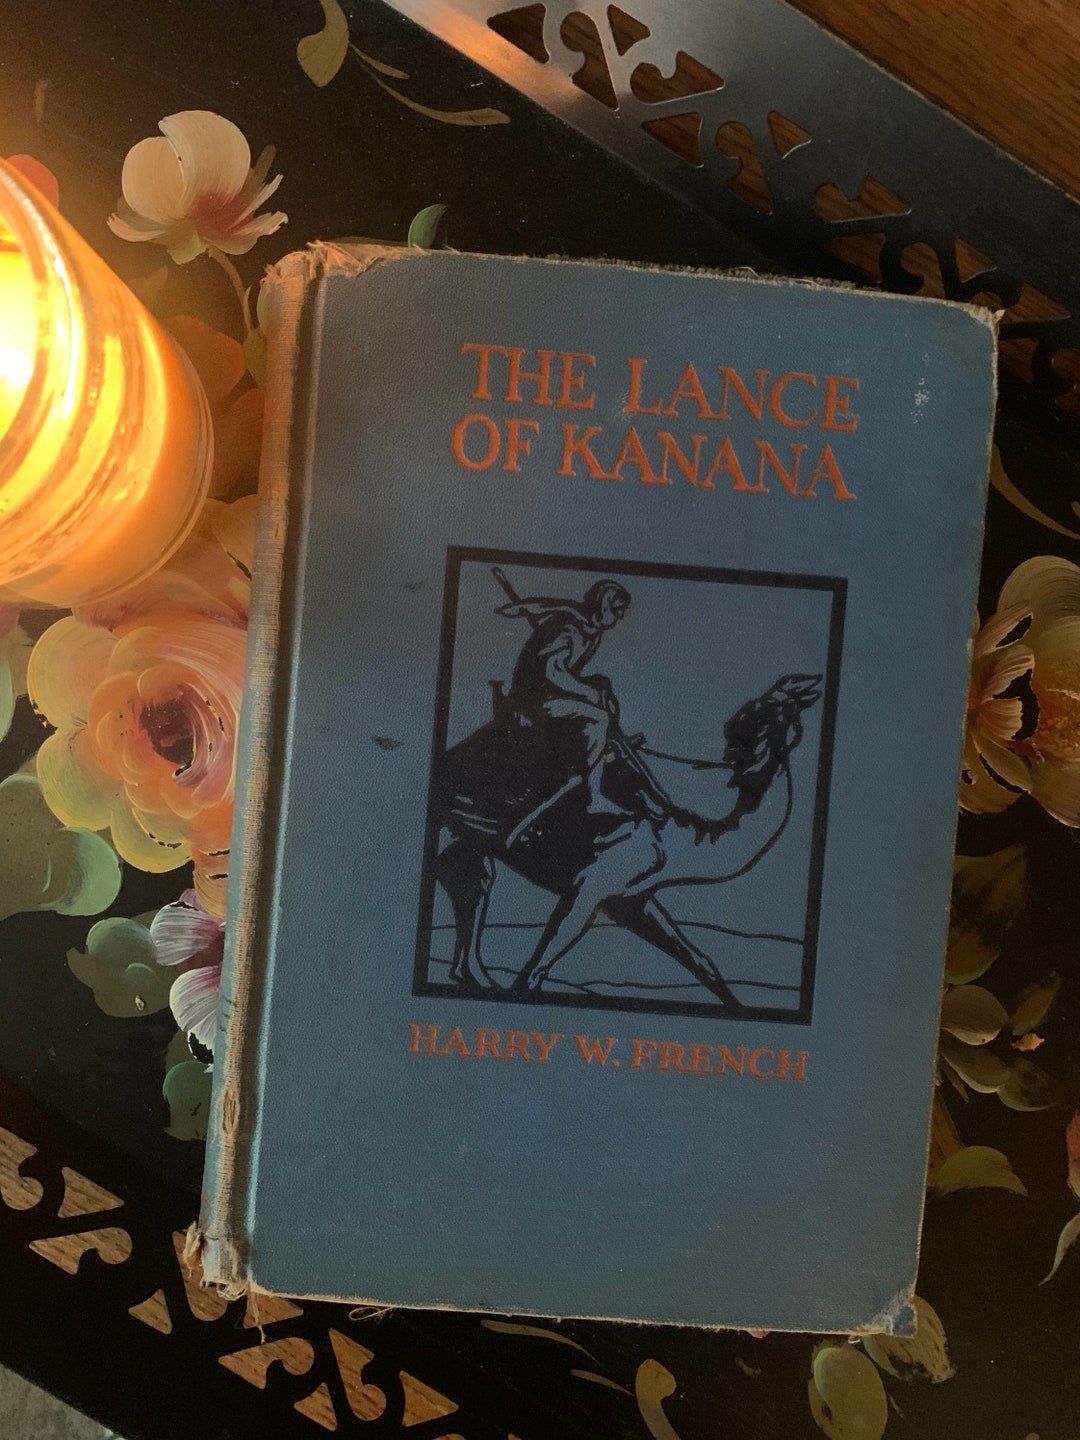 THE LANCE
OF KANANA
HARRY W. FRENCH